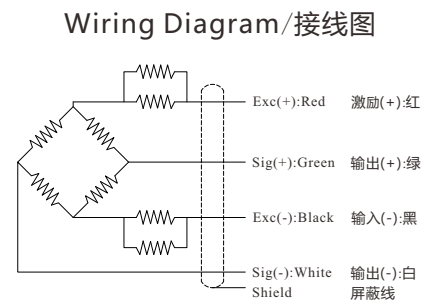 Wiring Diagram/接线图
Exc(+):Red 激励(+):红
Sig(+):Green 输出(+):绿
Exc(-):Black 输入(-):黑
Sig(-):White 输出(-):白
Shield 屏蔽线